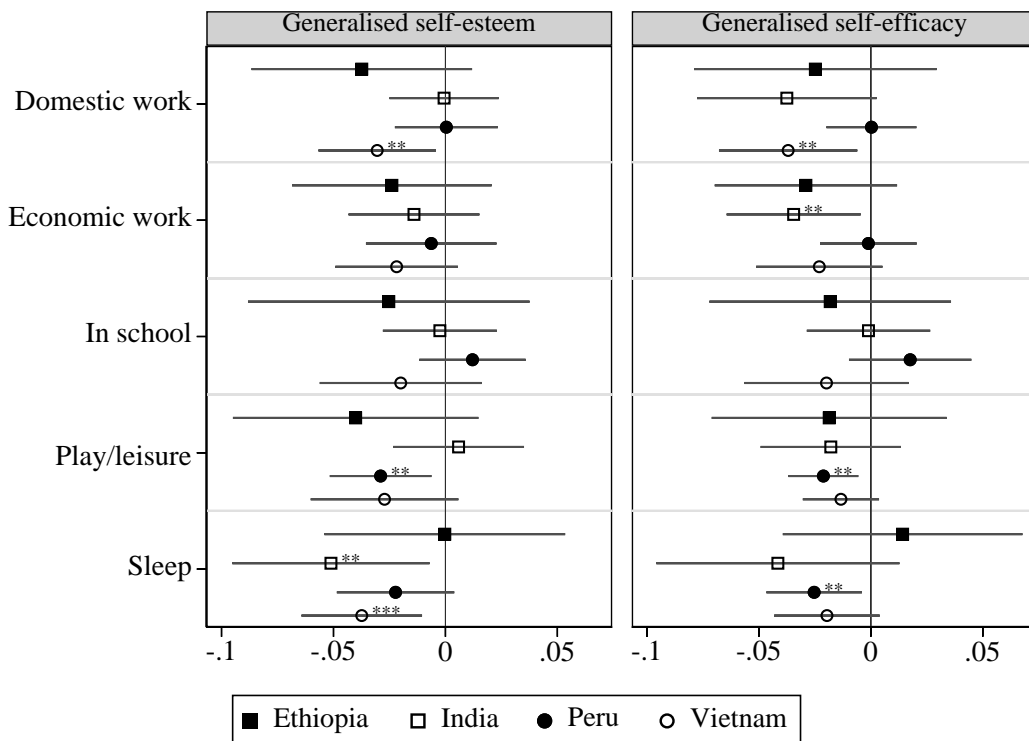 Generalised self-esteem Generalised self-efficacy
Domestic work
** **
Economic work **
In school
Play/leisure
** **
Sleep ** **
***
-.1 -.05 0 .05 -.1 -.05 0 .05
Ethiopia India Peru Vietnam